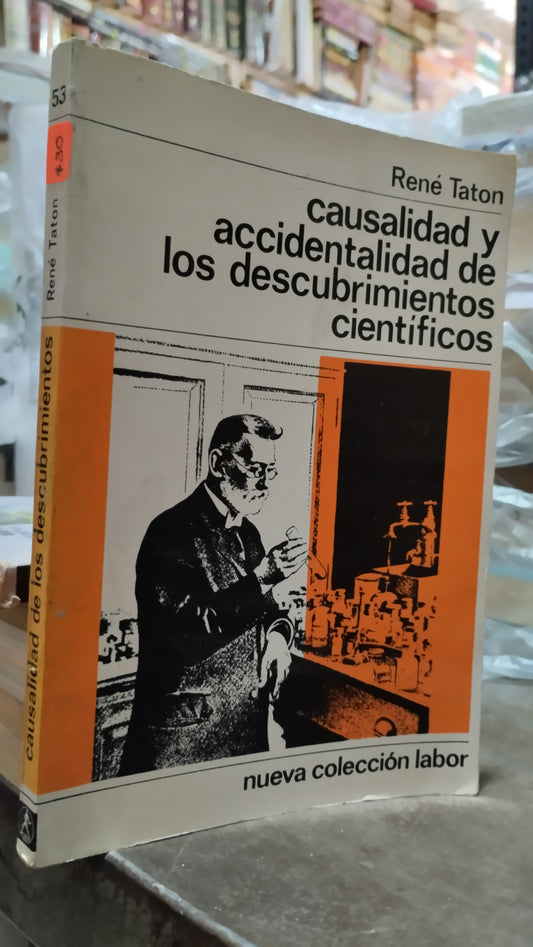 René Taton
causalidad y
accidentalidad de
los descubrimientos
científicos
nueva colección labor
53
$30
René Taton
causalidad de los descubrimientos